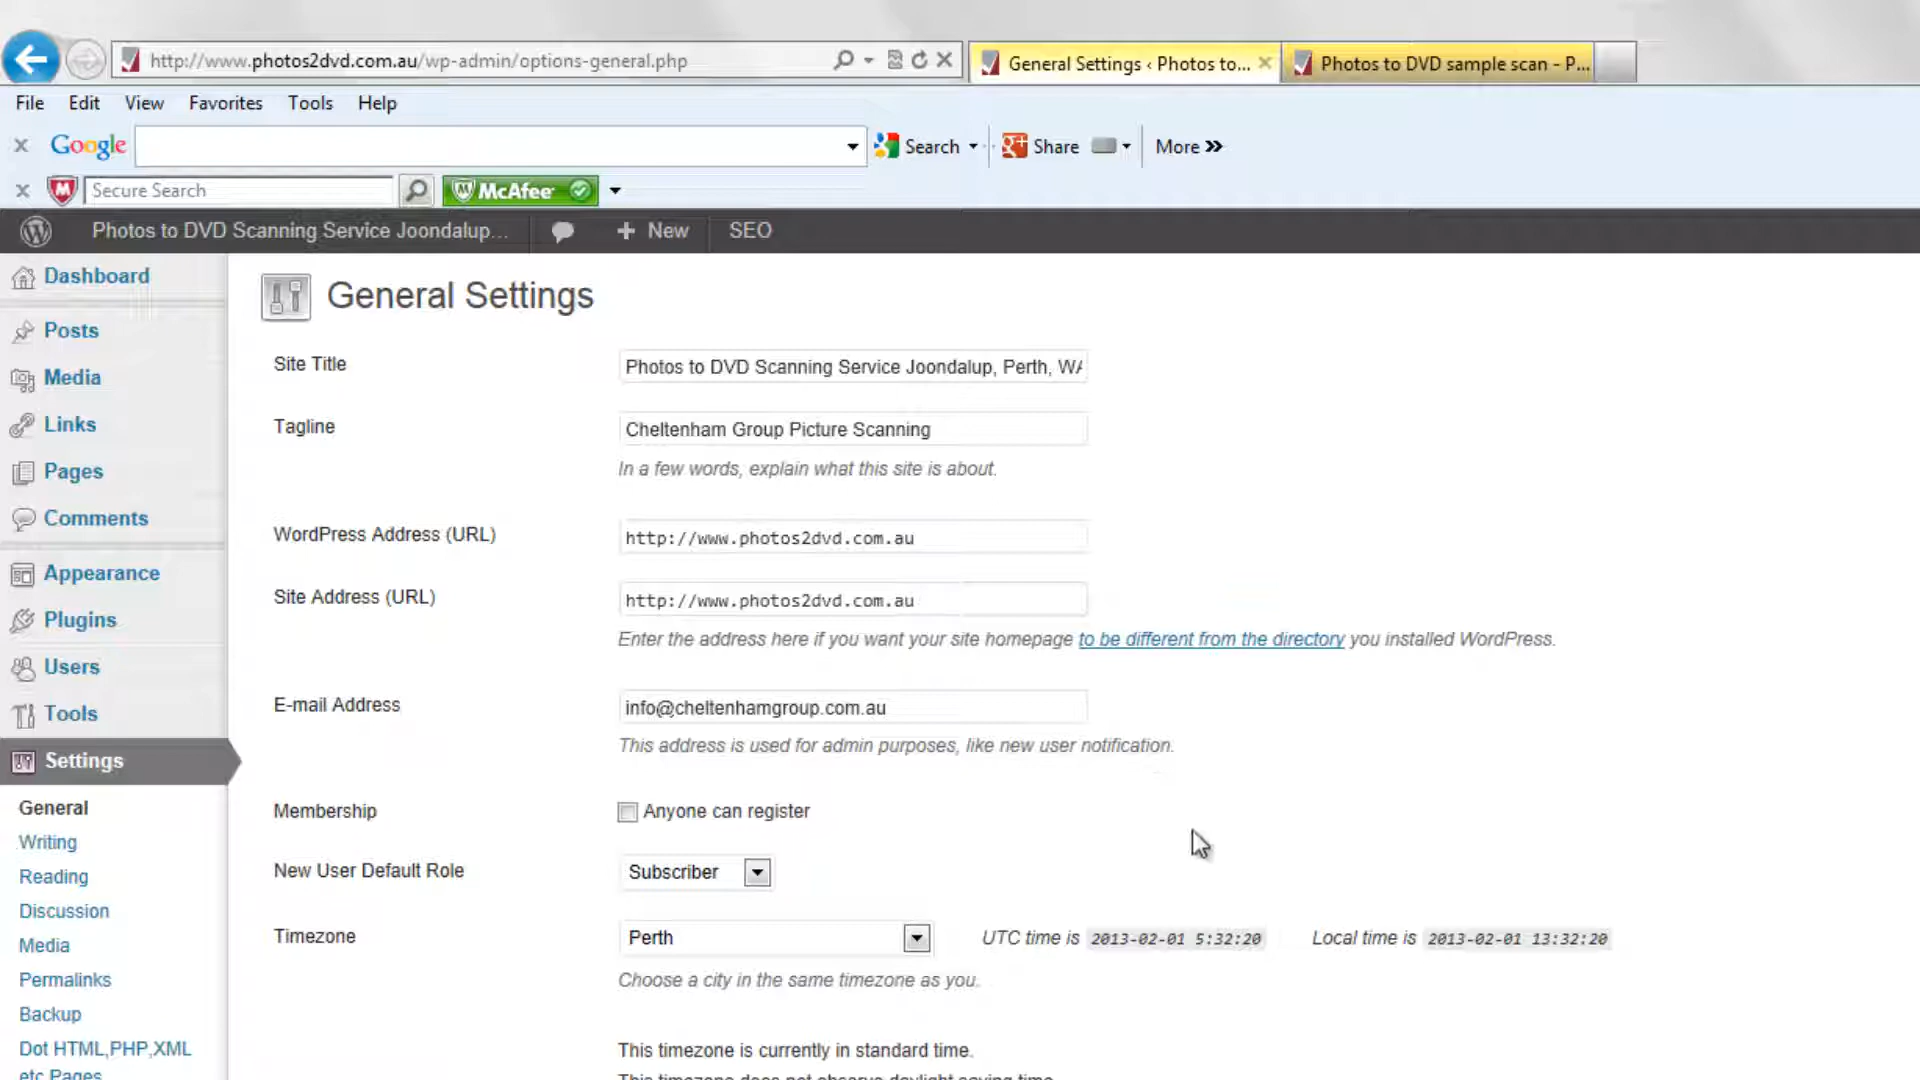 http://www.photos2dvd.com.au/wp-admin/options-general.php
General Settings ‹ Photos to...
Photos to DVD sample scan - P...
File Edit View Favorites Tools Help
Google Search Share More »
Secure Search McAfee
Photos to DVD Scanning Service Joondalup... + New SEO
Dashboard
Posts
Media
Links
Pages
Comments
Appearance
Plugins
Users
Tools
Settings
General
Writing
Reading
Discussion
Media
Permalinks
Backup
Dot HTML,PHP,XML
etc Pages
General Settings
Site Title Photos to DVD Scanning Service Joondalup, Perth, WA
Tagline Cheltenham Group Picture Scanning
In a few words, explain what this site is about.
WordPress Address (URL) http://www.photos2dvd.com.au
Site Address (URL) http://www.photos2dvd.com.au
Enter the address here if you want your site homepage to be different from the directory you installed WordPress.
E-mail Address info@cheltenhamgroup.com.au
This address is used for admin purposes, like new user notification.
Membership Anyone can register
New User Default Role Subscriber
Timezone Perth UTC time is 2013-02-01 5:32:20 Local time is 2013-02-01 13:32:20
Choose a city in the same timezone as you.
This timezone is currently in standard time.
This timezone does not observe daylight saving time.